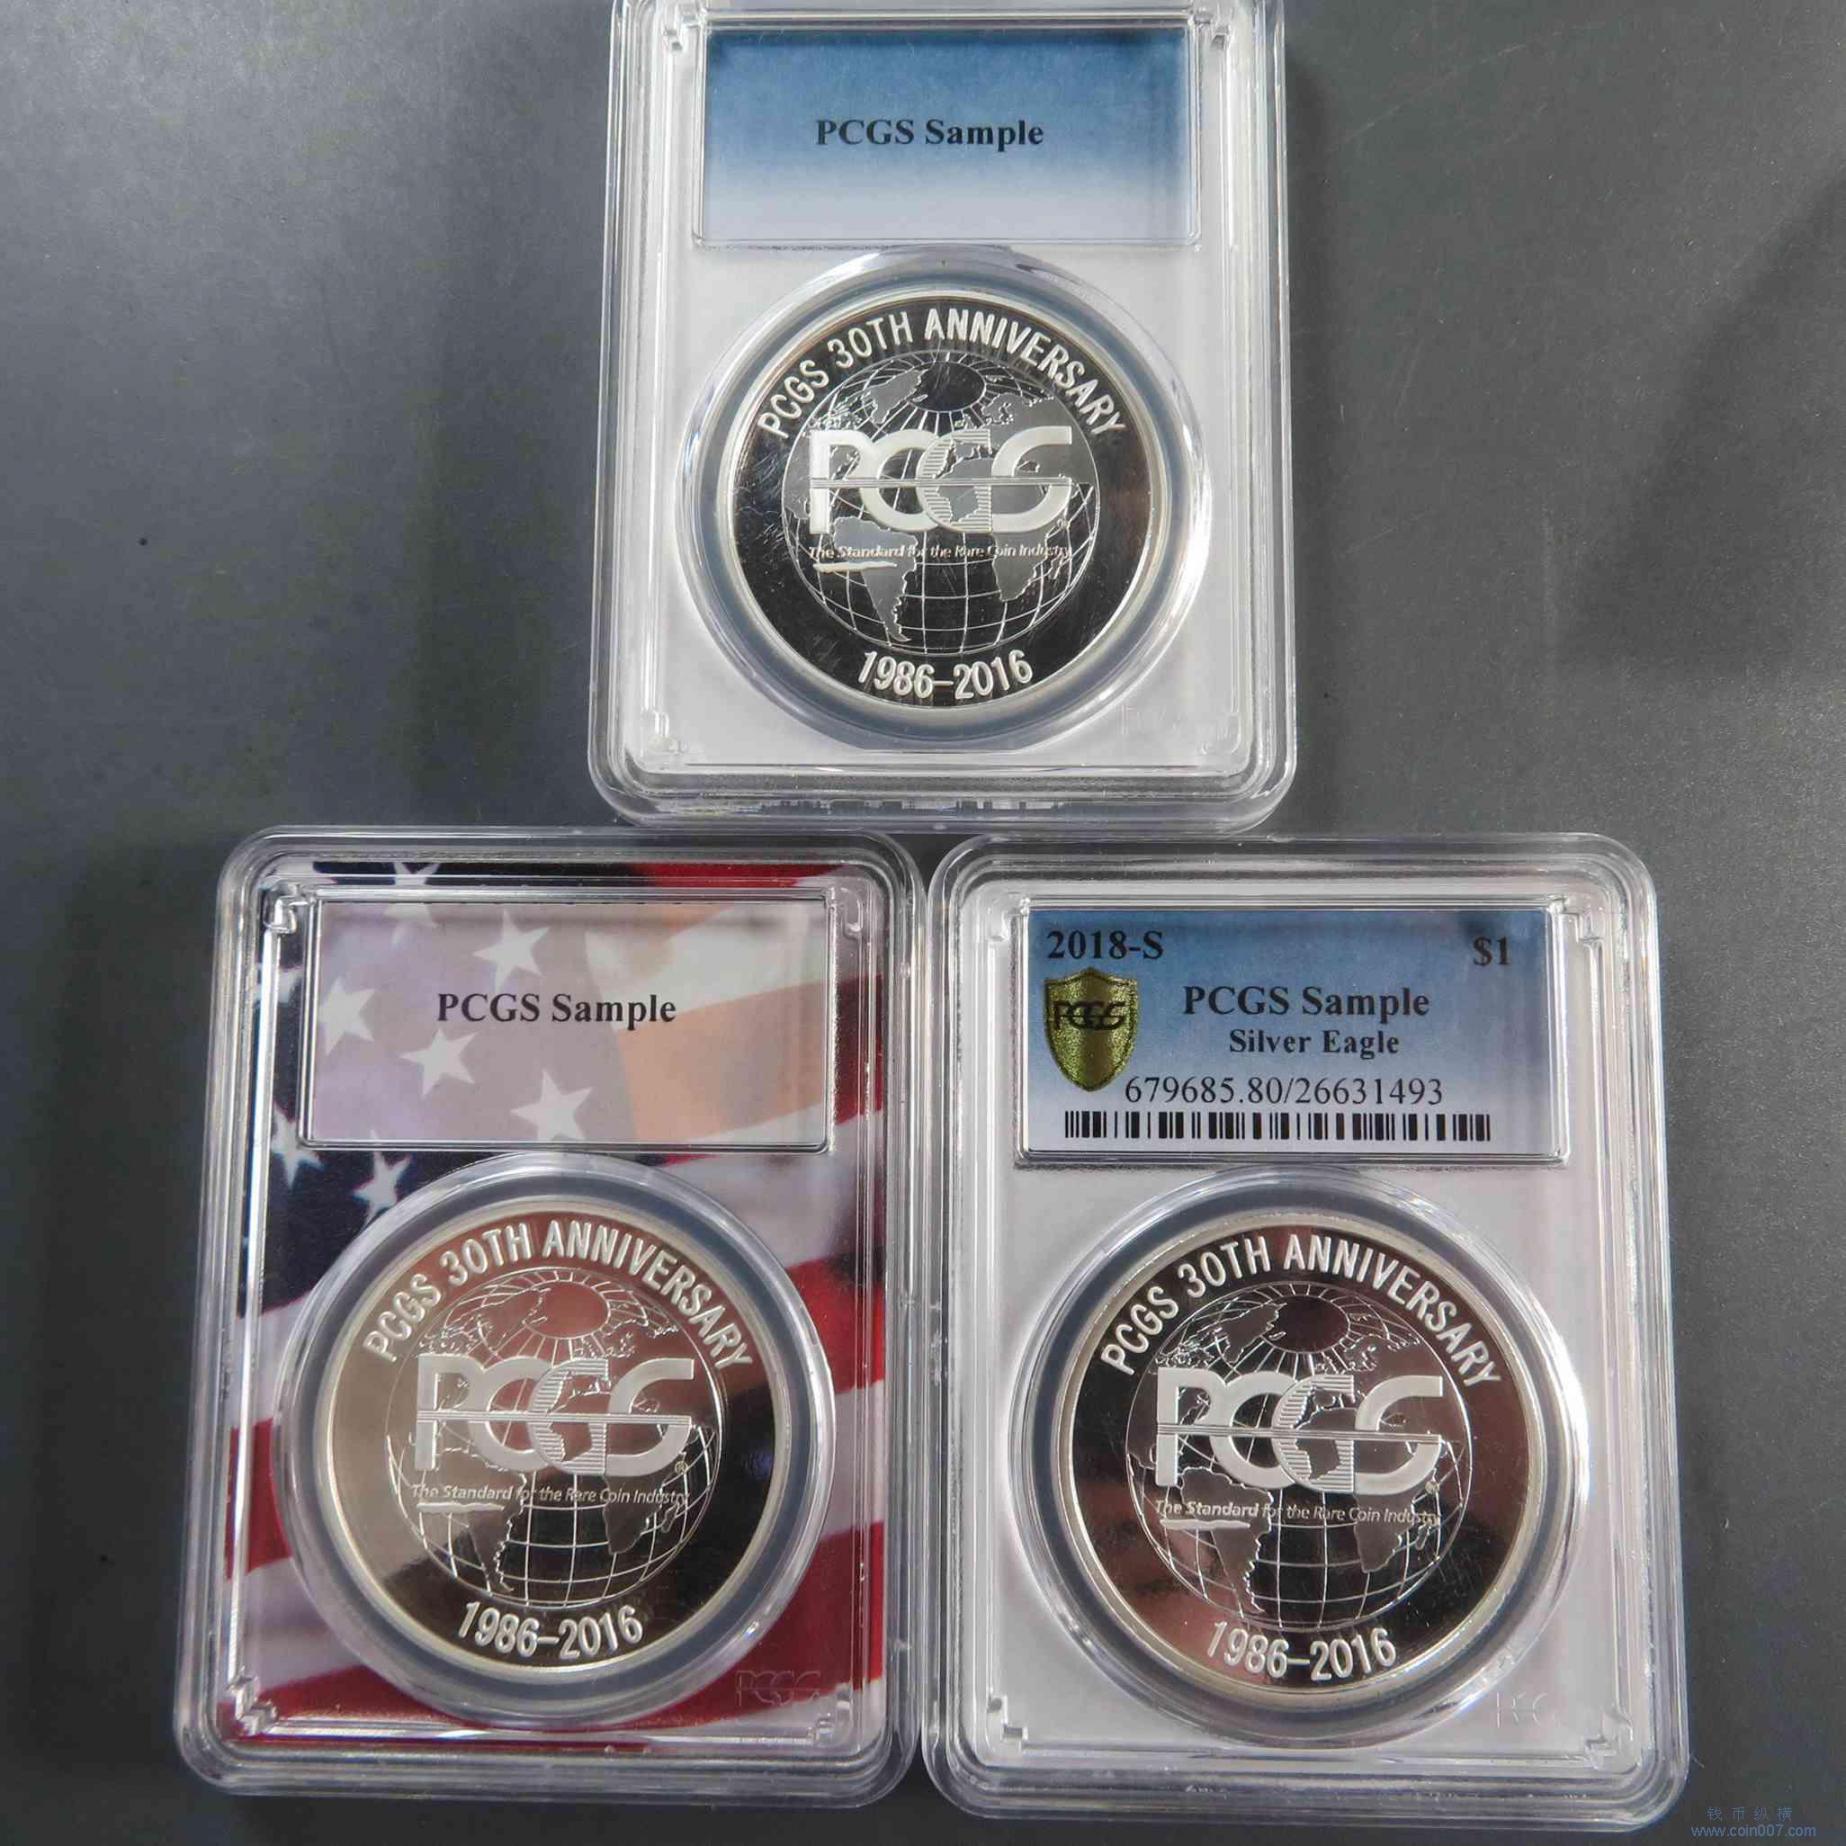 PCGS Sample
PCGS 30TH ANNIVERSARY
PCGS
The Standard for the Rare Coin Industry
1986-2016
PCGS Sample
PCGS 30TH ANNIVERSARY
PCGS
®
The Standard for the Rare Coin Industry
1986-2016
PCGS
2018-S $1
PCGS
PCGS Sample
Silver Eagle
679685.80/26631493
PCGS 30TH ANNIVERSARY
PCGS
The Standard for the Rare Coin Industry
1986-2016
钱币纵横
www.coin007.com